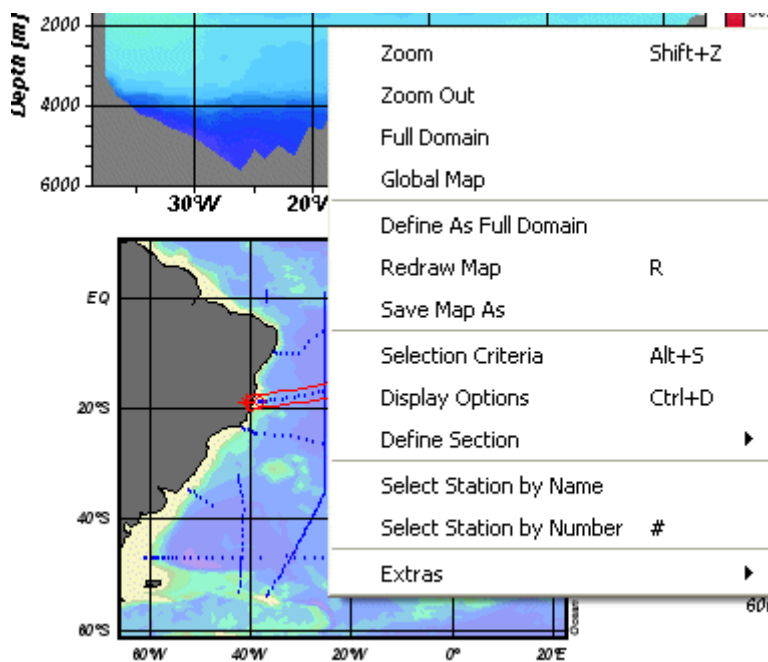 Depth [m]
2000
4000
6000
30°W
20°W
Zoom Shift+Z
Zoom Out
Full Domain
Global Map
Define As Full Domain
Redraw Map R
Save Map As
Selection Criteria Alt+S
Display Options Ctrl+D
Define Section
Select Station by Name
Select Station by Number #
Extras
EQ
20°S
40°S
60°S
60°W
40°W
20°W
0°
20°E